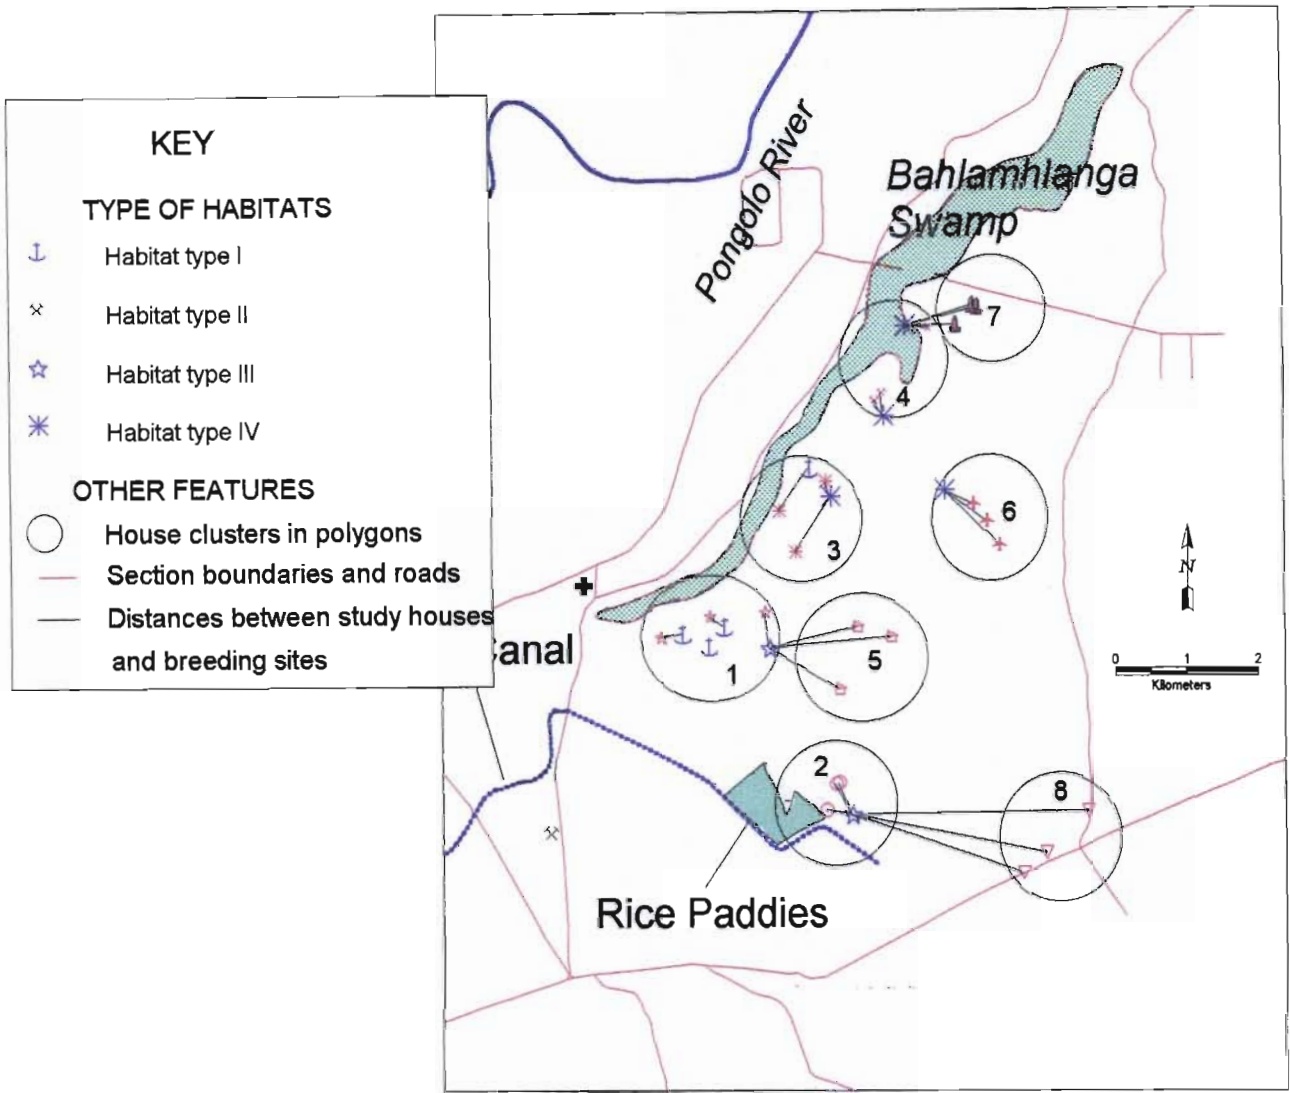 KEY
TYPE OF HABITATS
Habitat type I
Habitat type II
Habitat type III
Habitat type IV
OTHER FEATURES
House clusters in polygons
Section boundaries and roads
Distances between study houses
and breeding sites
Pongolo River
Bahlamhlanga
Swamp
7
4
3
6
1
5
2
8
anal
Rice Paddies
N
0 1 2
Kilometers